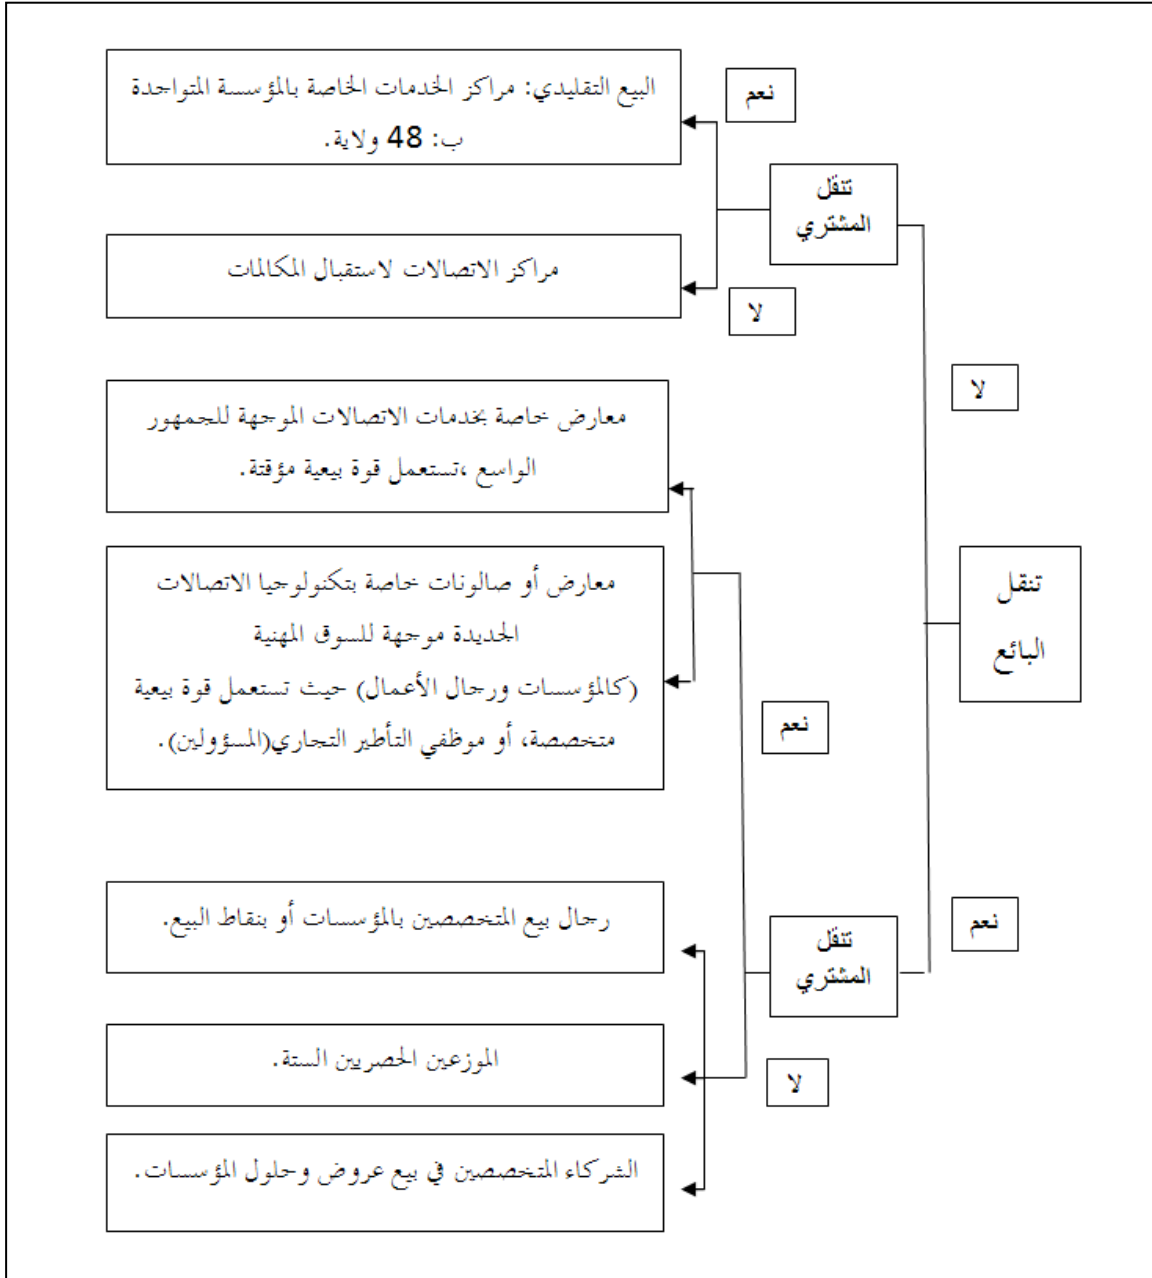 تنقل
البائع
لا
تنقل
المشتري
نعم
البيع التقليدي: مراكز الخدمات الخاصة بالمؤسسة المتواجدة
ب: 48 ولاية.
لا
مراكز الاتصالات لاستقبال المكالمات
نعم
تنقل
المشتري
نعم
معارض خاصة بخدمات الاتصالات الموجهة للجمهور
الواسع ،تستعمل قوة بيعية مؤقتة.
معارض أو صالونات خاصة بتكنولوجيا الاتصالات
الجديدة موجهة للسوق المهنية
(كالمؤسسات ورجال الأعمال) حيث تستعمل قوة بيعية
متخصصة، أو موظفي التأطير التجاري(المسؤولين).
لا
رجال بيع المتخصصين بالمؤسسات أو بنقاط البيع.
الموزعين الحصريين الستة.
الشركاء المتخصصين في بيع عروض وحلول المؤسسات.